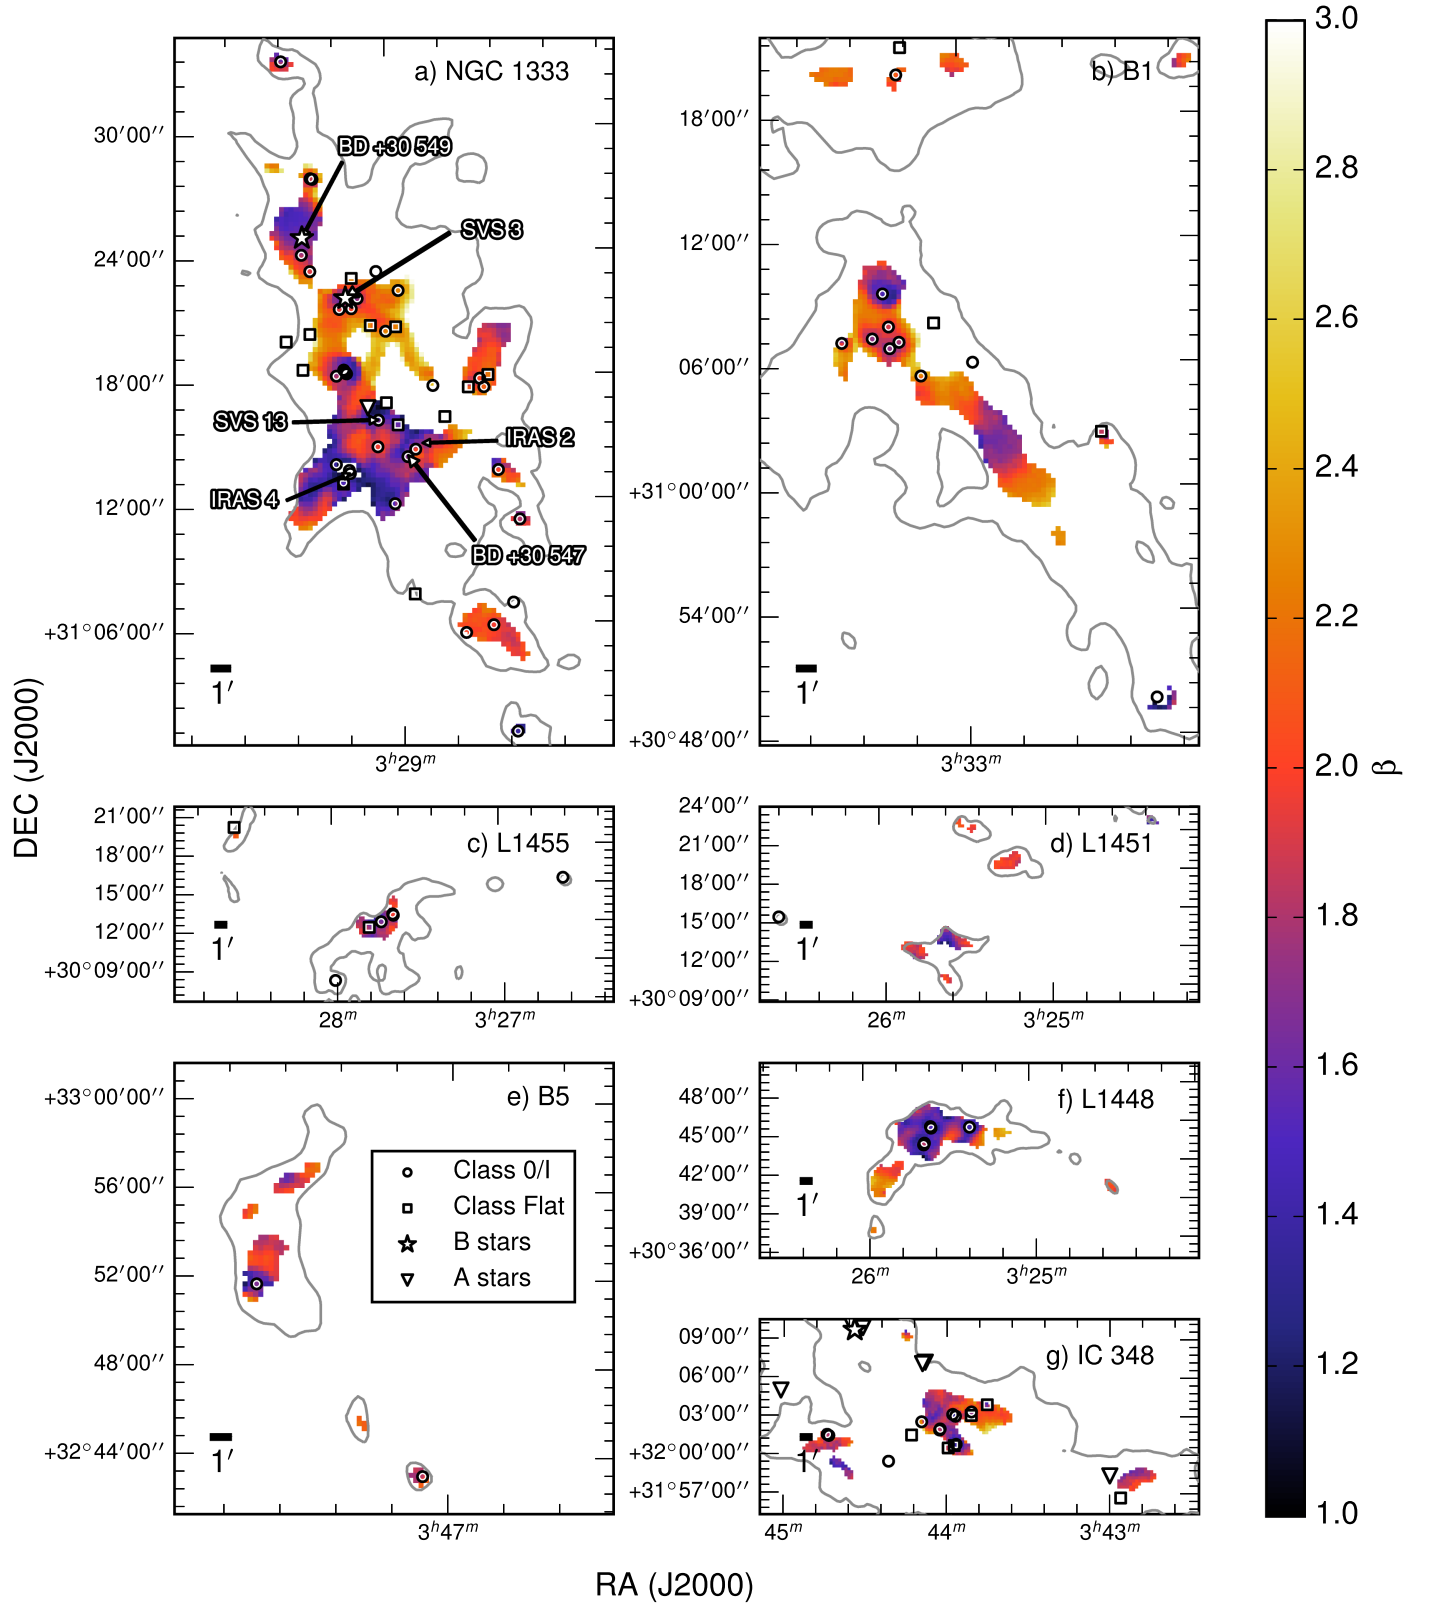 a) NGC 1333
30′00″
24′00″
18′00″
12′00″
+31°06′00″
BD +30 549
SVS 3
SVS 13
IRAS 2
IRAS 4
BD +30 547
1′
3h29m
b) B1
18′00″
12′00″
06′00″
+31°00′00″
54′00″
+30°48′00″
1′
3h33m
c) L1455
21′00″
18′00″
15′00″
12′00″
+30°09′00″
1′
28m 3h27m
d) L1451
24′00″
21′00″
18′00″
15′00″
12′00″
+30°09′00″
1′
26m 3h25m
e) B5
+33°00′00″
56′00″
52′00″
48′00″
+32°44′00″
Class 0/I
Class Flat
B stars
A stars
1′
3h47m
f) L1448
48′00″
45′00″
42′00″
39′00″
+30°36′00″
1′
26m 3h25m
g) IC 348
09′00″
06′00″
03′00″
+32°00′00″
+31°57′00″
1′
45m 44m 3h43m
DEC (J2000)
RA (J2000)
3.0
2.8
2.6
2.4
2.2
2.0
1.8
1.6
1.4
1.2
1.0
β